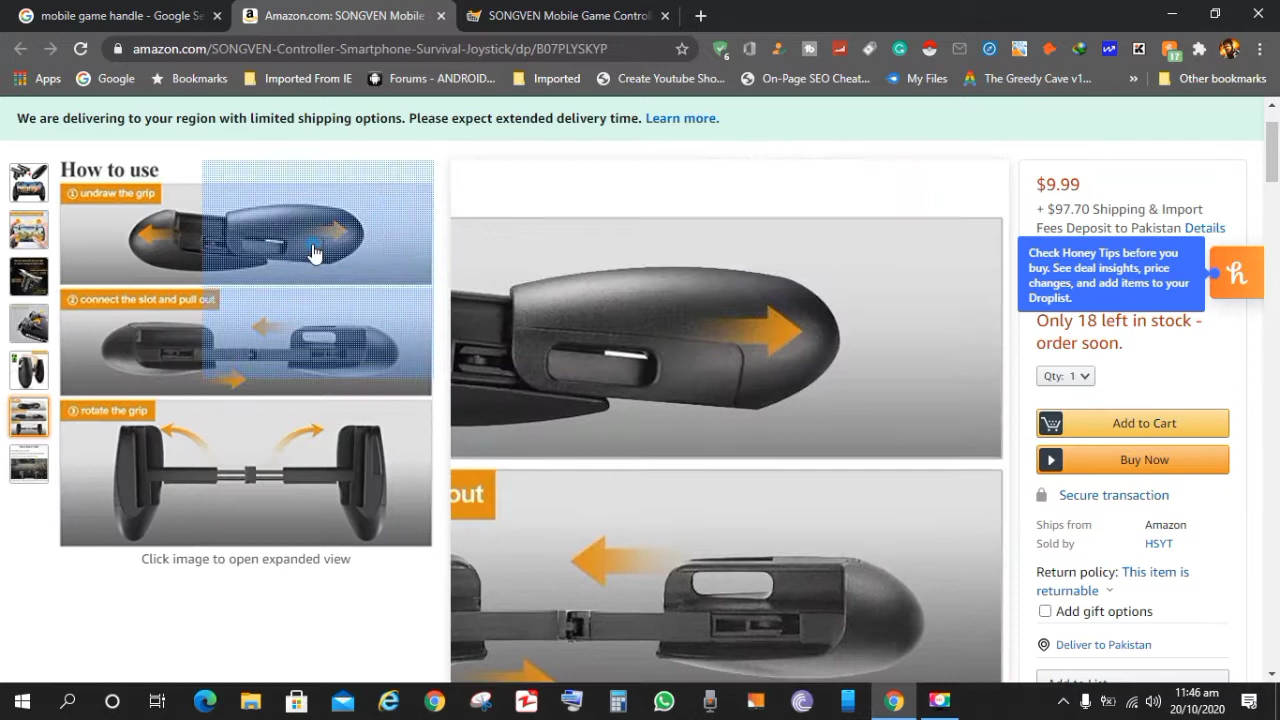 mobile game handle - Google Se
Amazon.com: SONGVEN Mobile
SONGVEN Mobile Game Control
amazon.com/SONGVEN-Controller-Smartphone-Survival-Joystick/dp/B07PLYSKYP
6
17
Apps
Google
Bookmarks
Imported From IE
Forums - ANDROID...
Imported
Create Youtube Sho...
On-Page SEO Cheat...
My Files
The Greedy Cave v1...
»
Other bookmarks
We are delivering to your region with limited shipping options. Please expect extended delivery time. Learn more.
How to use
① undraw the grip
② connect the slot and pull out
③ rotate the grip
Click image to open expanded view
out
$9.99
+ $97.70 Shipping & Import
Fees Deposit to Pakistan Details
Check Honey Tips before you
buy. See deal insights, price
changes, and add items to your
Droplist.
Only 18 left in stock -
order soon.
Qty: 1
Add to Cart
Buy Now
Secure transaction
Ships from Amazon
Sold by HSYT
Return policy: This item is
returnable
Add gift options
Deliver to Pakistan
Add to List
11:46 am
20/10/2020